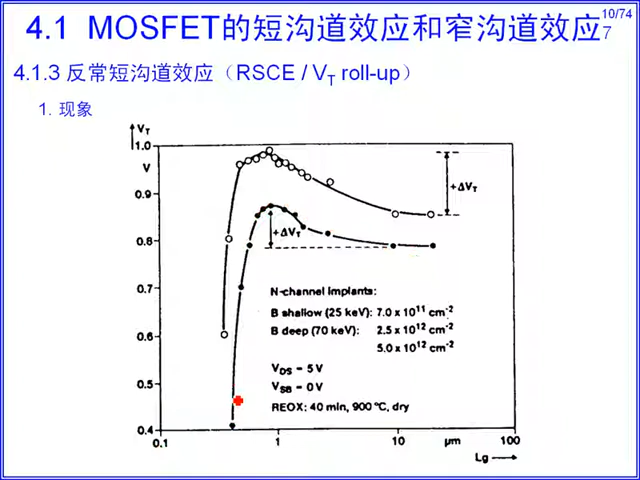 10/74
4.1 MOSFET的短沟道效应和窄沟道效应
7
4.1.3 反常短沟道效应（RSCE / VT roll-up）
1. 现象
VT
1.0
V
0.9
0.8
0.7
0.6
0.5
0.4
+ΔVT
+ΔVT
N-channel implants:
B shallow (25 keV): 7.0 x 10¹¹ cm⁻²
B deep (70 keV): 2.5 x 10¹² cm⁻²
5.0 x 10¹² cm⁻²
VDS = 5 V
VSB = 0 V
REOX: 40 min, 900 °C, dry
0.1 1 10 µm 100
Lg